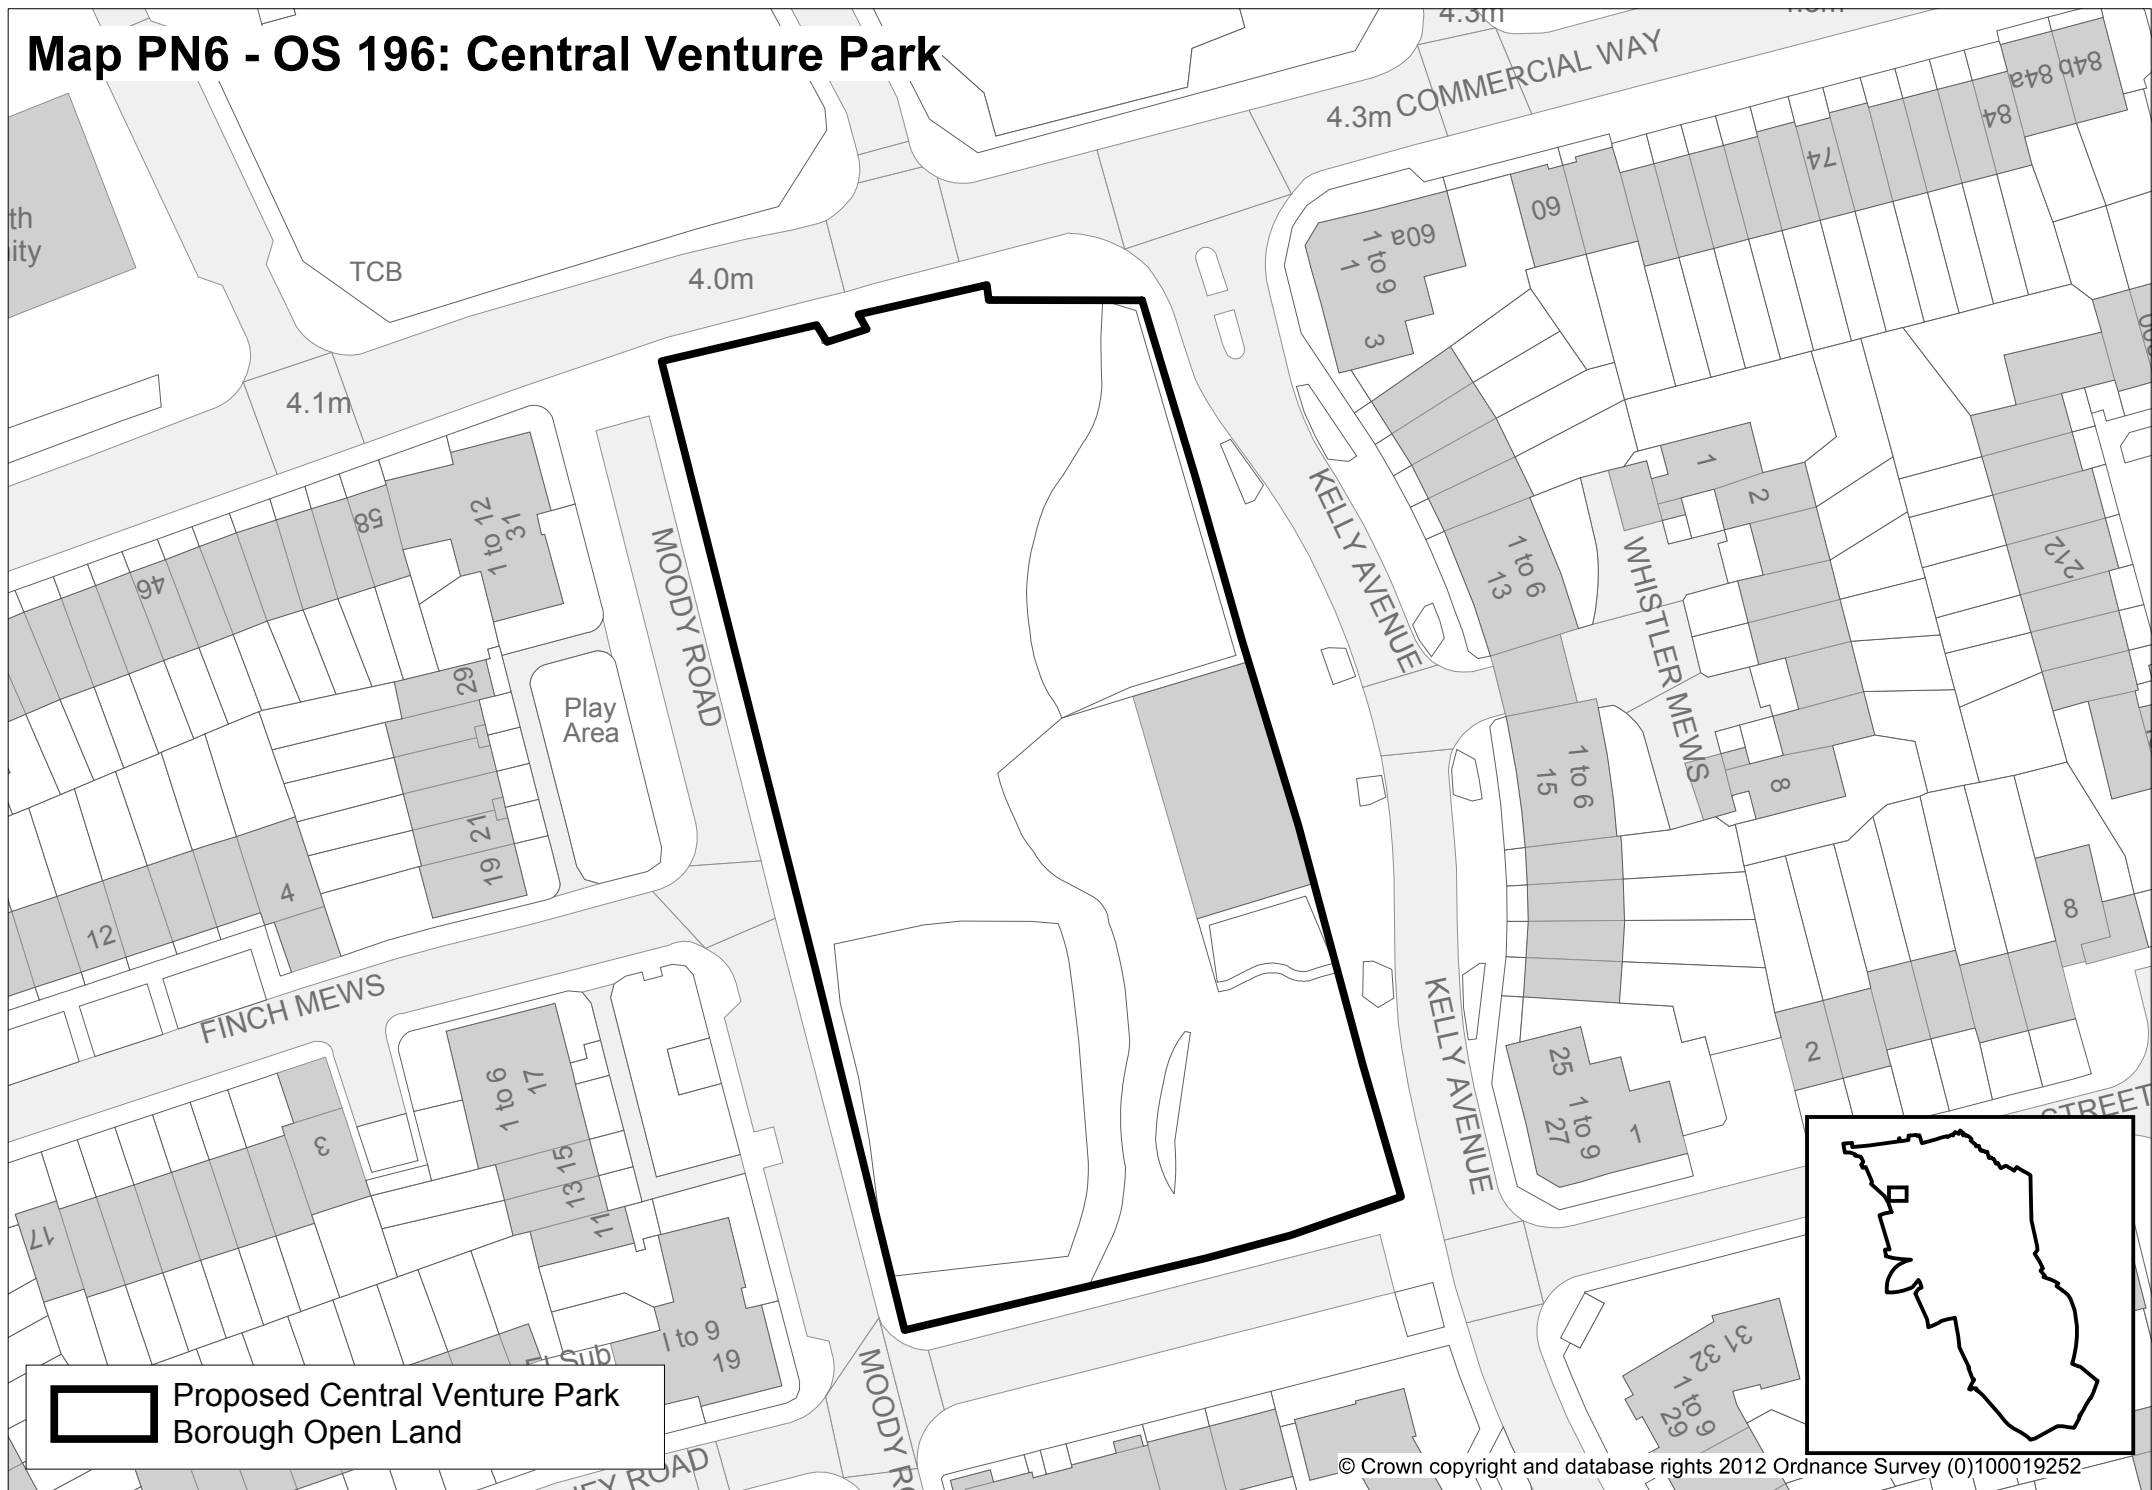 Map PN6 - OS 196: Central Venture Park
4.3m
COMMERCIAL WAY
4.3m
84a 84b
84
74
60
60a
1 to 9
1
3
th
ity
TCB
4.0m
4.1m
58
46
1 to 12
31
MOODY ROAD
29
Play
Area
21
19
4
12
FINCH MEWS
KELLY AVENUE
1 to 6
13
WHISTLER MEWS
1
2
212
1 to 6
15
8
8
2
KELLY AVENUE
25
1 to 9
27
1
STREET
1 to 6
17
3
17
15
13
11
El Sub
1 to 9
19
MOODY
ROAD
31 32
1 to 9
29
Proposed Central Venture Park
Borough Open Land
© Crown copyright and database rights 2012 Ordnance Survey (0)100019252